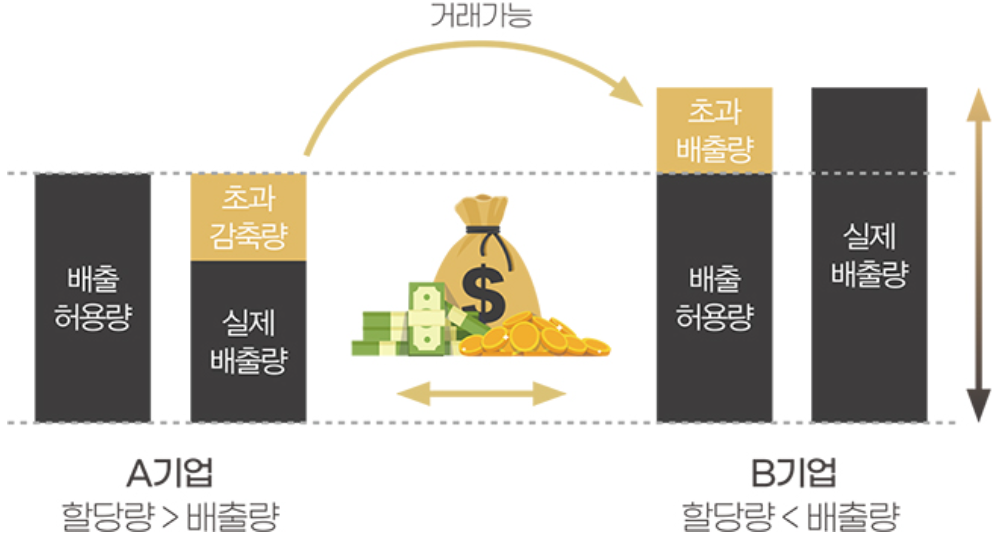 거래가능
배출
허용량
초과
감축량
실제
배출량
$
초과
배출량
배출
허용량
실제
배출량
A기업
할당량 > 배출량
B기업
할당량 < 배출량